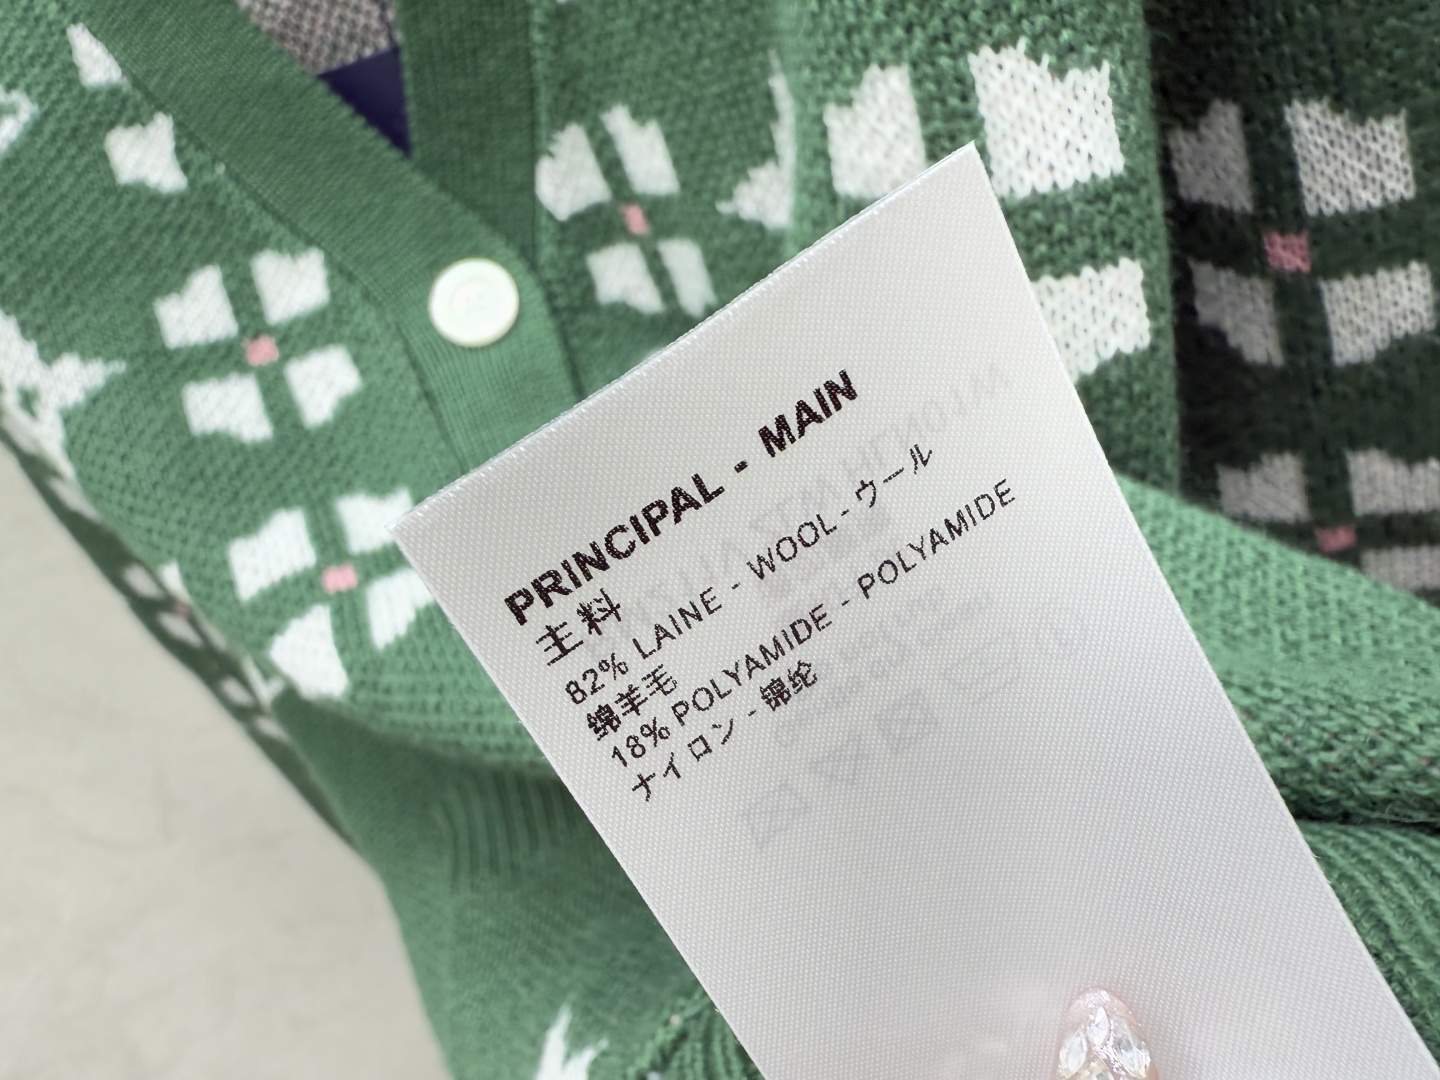 PRINCIPAL - MAIN
主料
82% LAINE - WOOL - ウール
绵羊毛
18% POLYAMIDE - POLYAMIDE
ナイロン - 锦纶